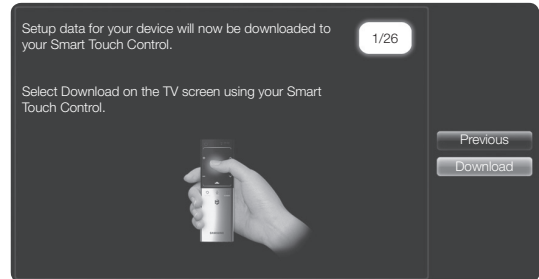 Setup data for your device will now be downloaded to
your Smart Touch Control.
1/26
Select Download on the TV screen using your Smart
Touch Control.
Previous
Download